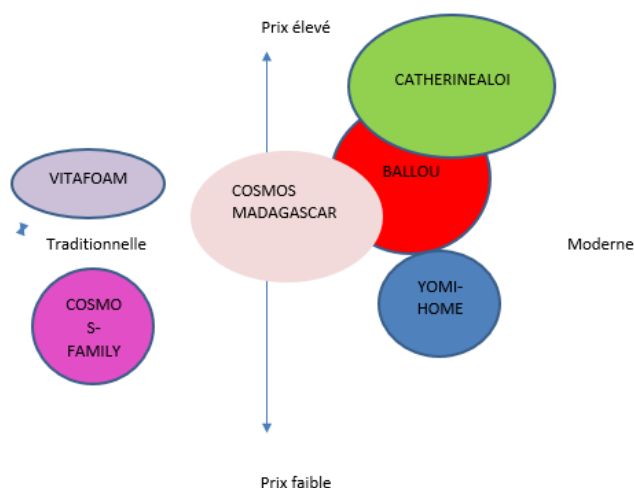 Prix élevé
CATHERINEALOI
BALLOU
VITAFOAM
COSMOS
MADAGASCAR
Traditionnelle
Moderne
YOMI-
HOME
COSMO
S-
FAMILY
Prix faible